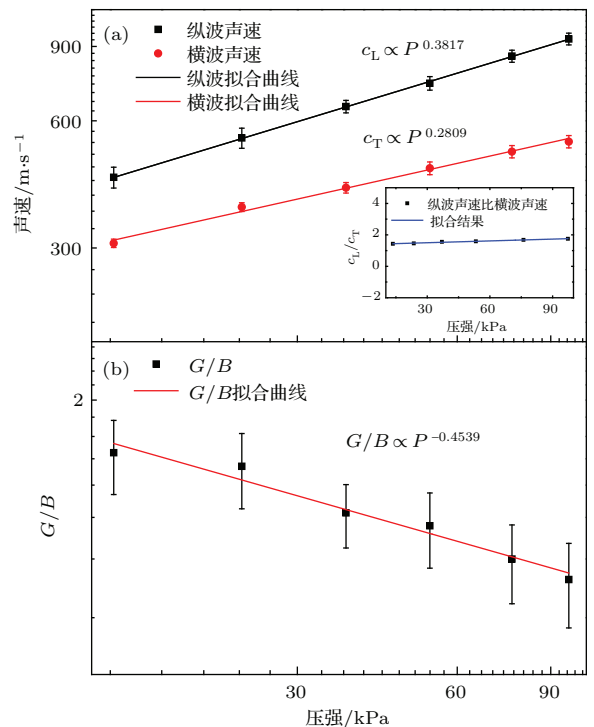 (a)
纵波声速
横波声速
纵波拟合曲线
横波拟合曲线
c_L ∝ P^0.3817
c_T ∝ P^0.2809
900
600
300
声速/m·s⁻¹
纵波声速比横波声速
拟合结果
4
2
0
−2
c_L/c_T
30 60 90
压强/kPa
(b)
G/B
G/B拟合曲线
G/B ∝ P^−0.4539
2
G/B
30 60 90
压强/kPa